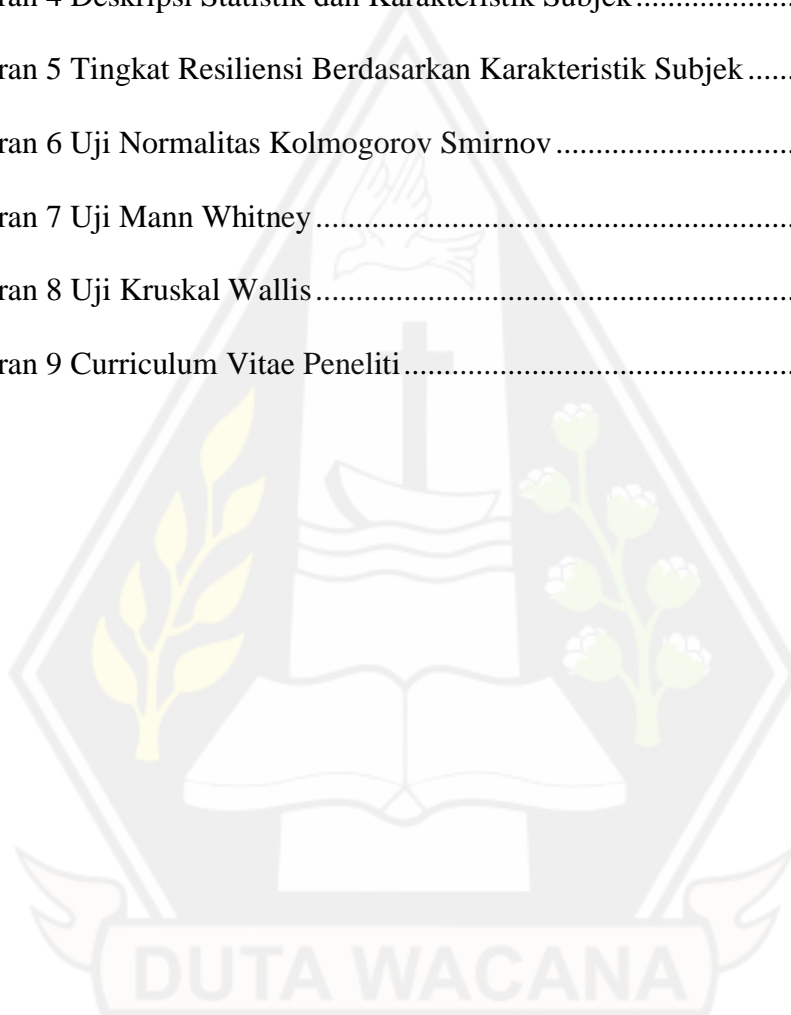 ran 4 Deskripsi Statistik dan Karakteristik Subjek
ran 5 Tingkat Resiliensi Berdasarkan Karakteristik Subjek
ran 6 Uji Normalitas Kolmogorov Smirnov
ran 7 Uji Mann Whitney
ran 8 Uji Kruskal Wallis
ran 9 Curriculum Vitae Peneliti
DUTA WACANA